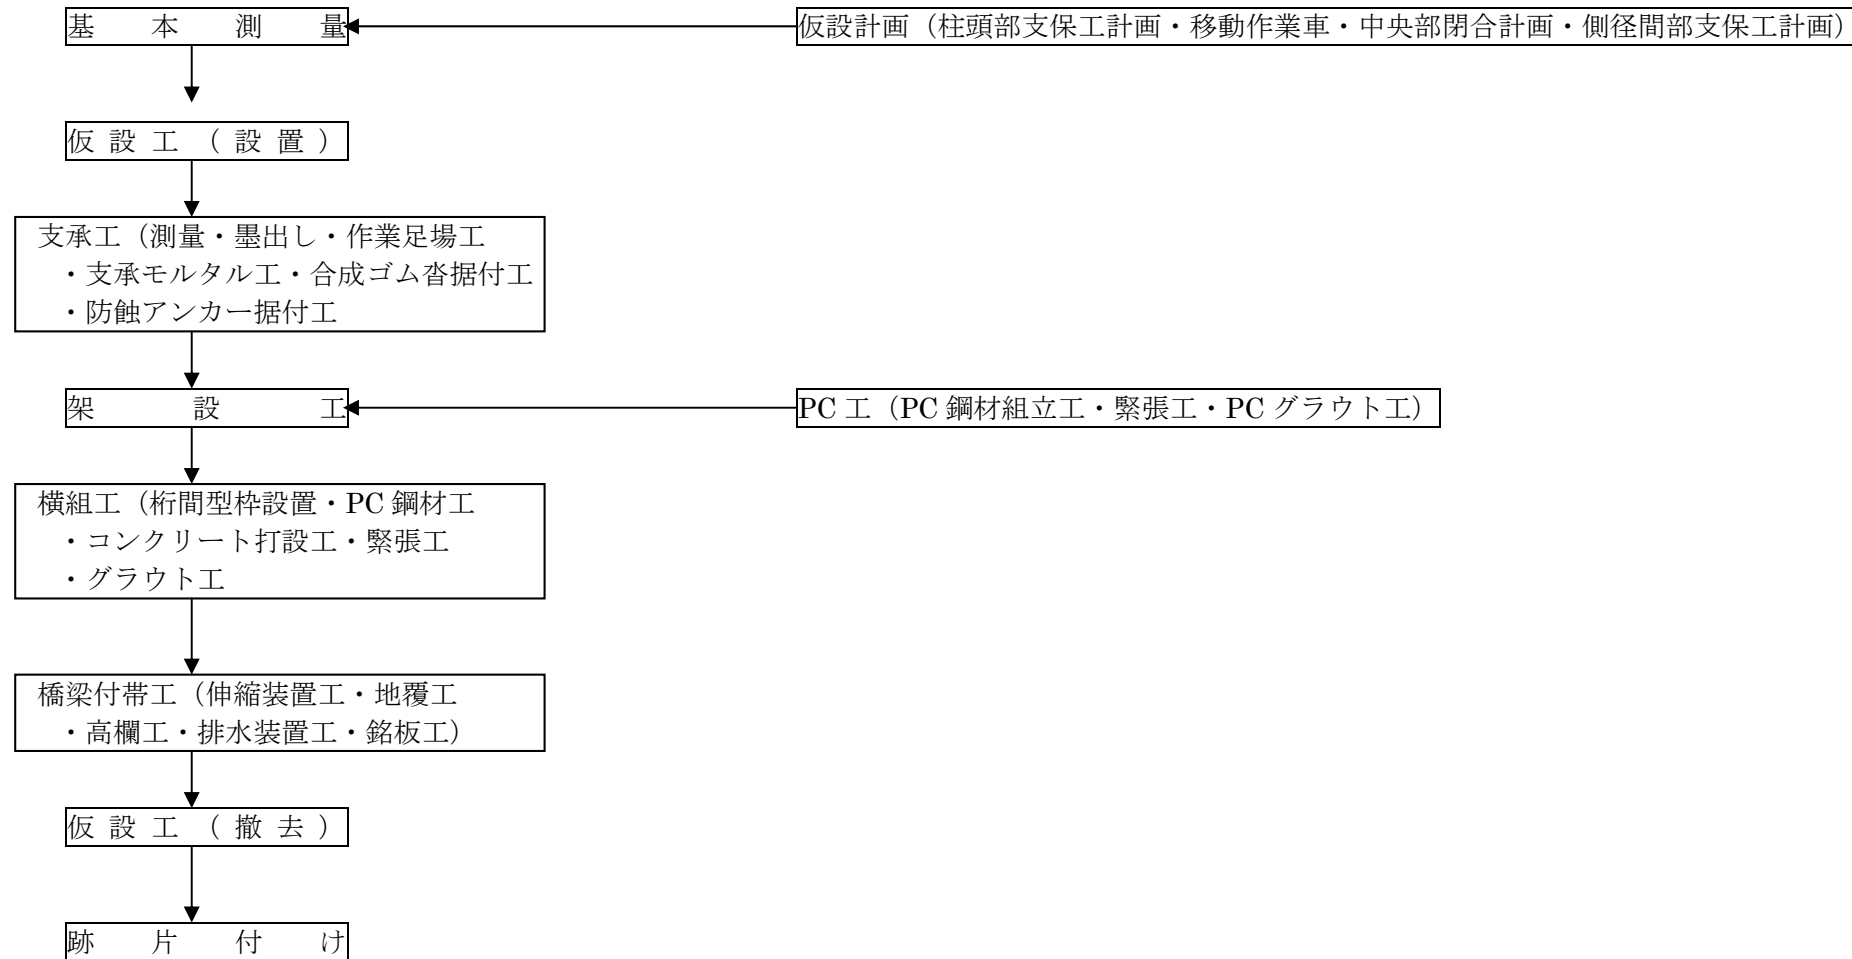 基本測量
仮設計画（柱頭部支保工計画・移動作業車・中央部閉合計画・側径間部支保工計画）
仮設工（設置）
支承工（測量・墨出し・作業足場工
・支承モルタル工・合成ゴム沓据付工
・防蝕アンカー据付工
架設工
PC 工（PC 鋼材組立工・緊張工・PC グラウト工）
横組工（桁間型枠設置・PC 鋼材工
・コンクリート打設工・緊張工
・グラウト工
橋梁付帯工（伸縮装置工・地覆工
・高欄工・排水装置工・銘板工）
仮設工（撤去）
跡片付け